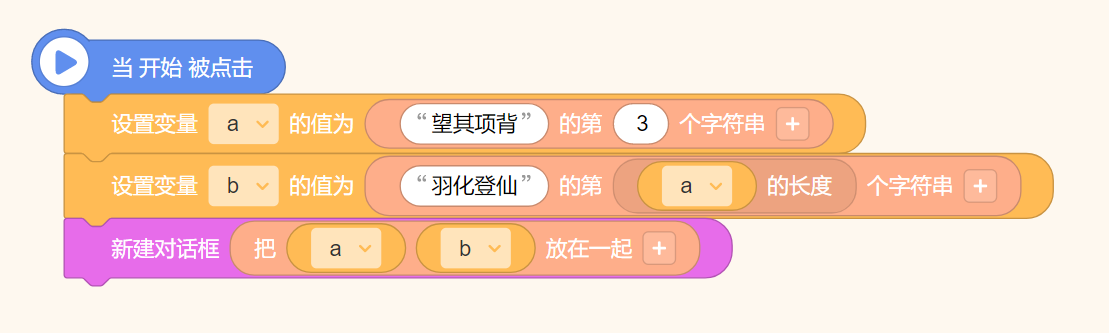 当 开始 被点击
设置变量 a 的值为 “望其项背” 的第 3 个字符串 +
设置变量 b 的值为 “羽化登仙” 的第 a 的长度 个字符串 +
新建对话框 把 a b 放在一起 +